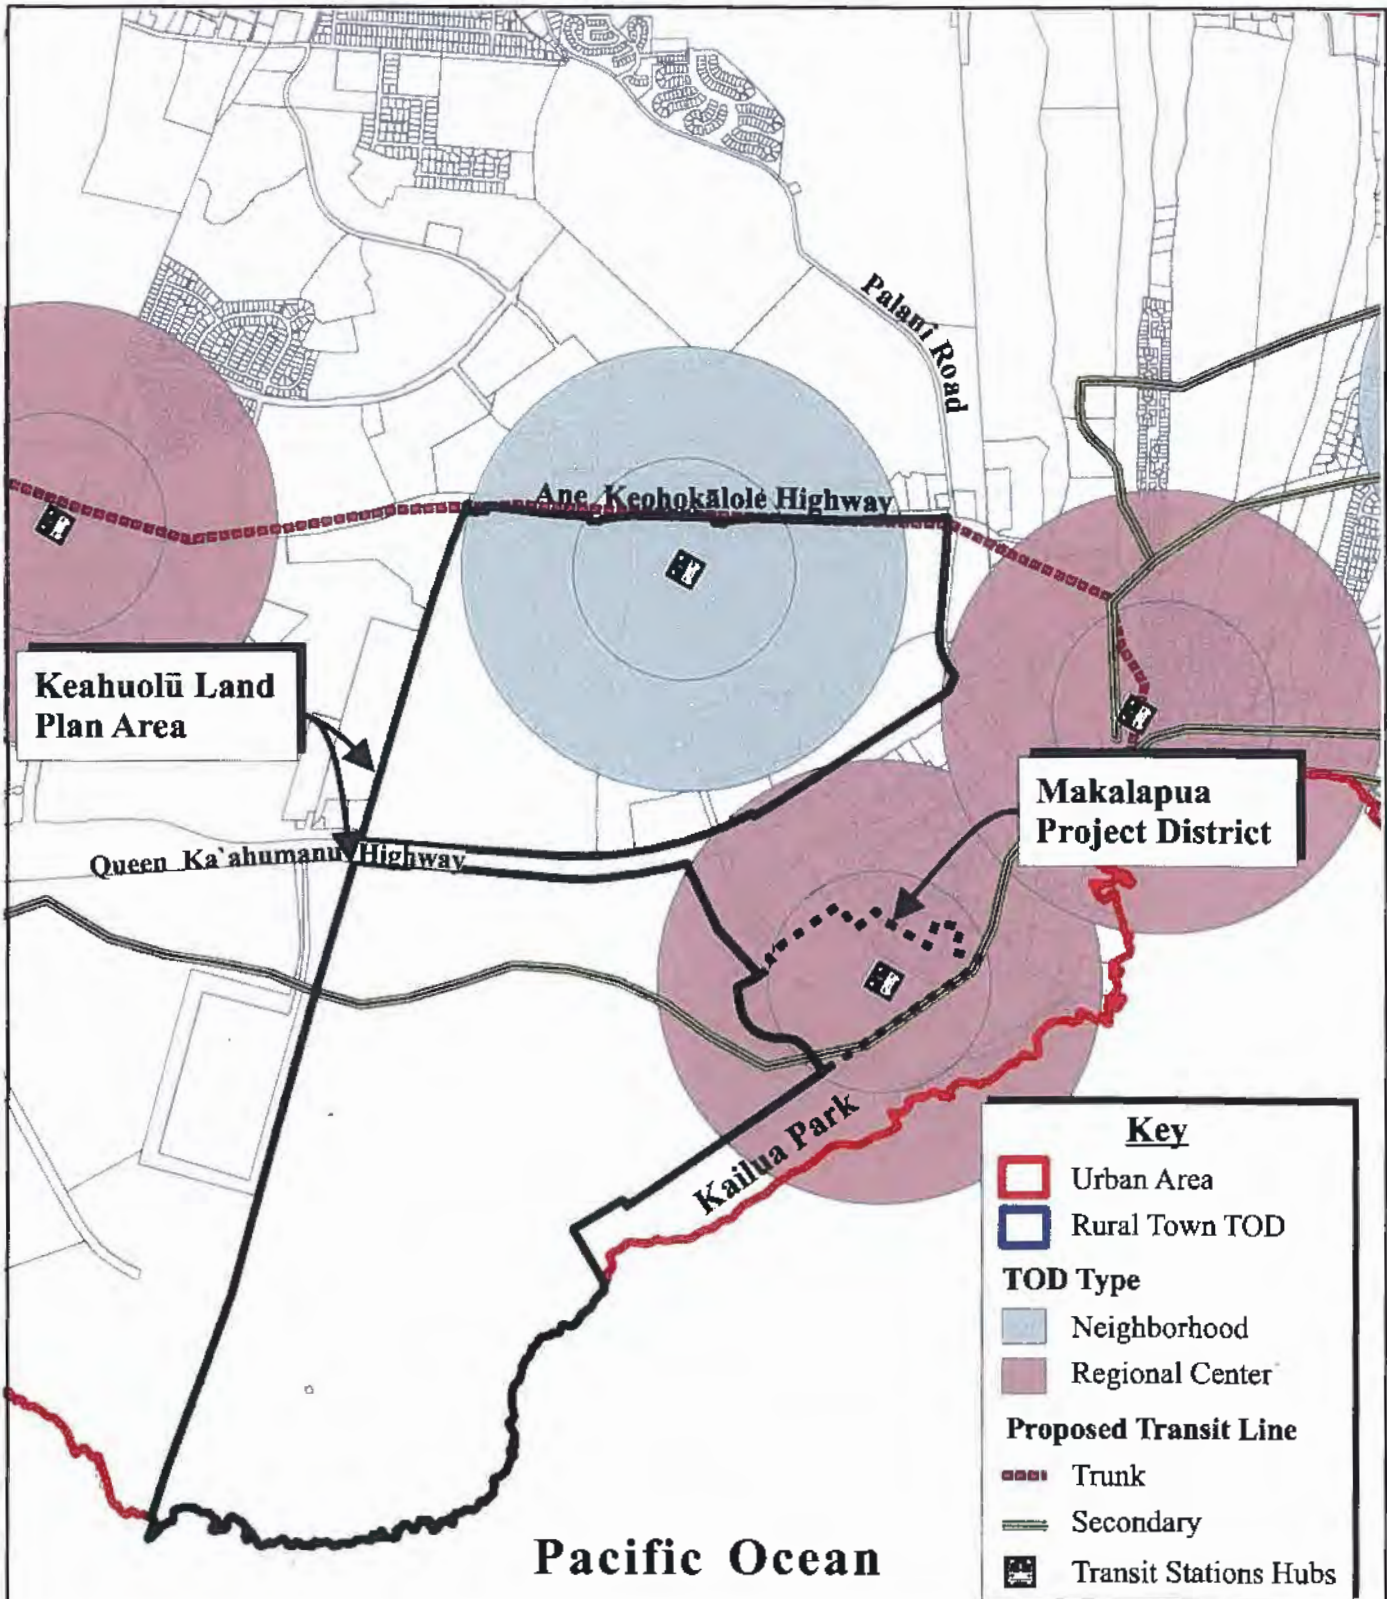 Palani Road
Ane Keohokālole Highway
Keahuolū Land
Plan Area
Makalapua
Project District
Queen Ka`ahumanu Highway
Kailua Park
Key
Urban Area
Rural Town TOD
TOD Type
Neighborhood
Regional Center
Proposed Transit Line
Trunk
Secondary
Transit Stations Hubs
Pacific Ocean